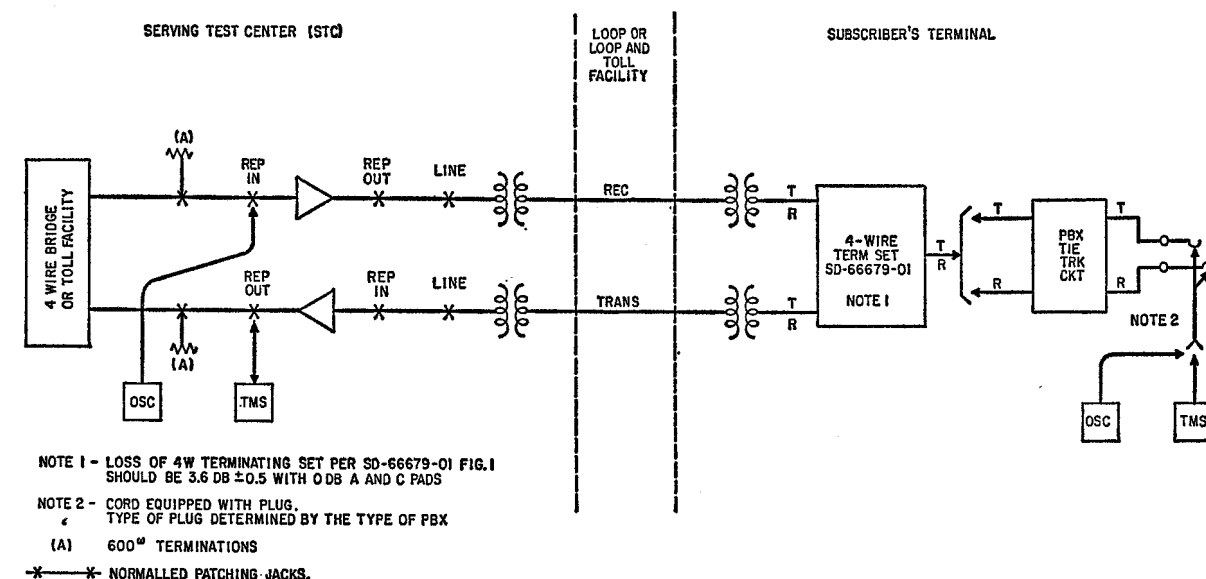 SERVING TEST CENTER (STC)
LOOP OR
LOOP AND
TOLL
FACILITY
SUBSCRIBER'S TERMINAL
(A)
REP
IN
REP
OUT
LINE
REC
T
R
4 WIRE BRIDGE
OR TOLL FACILITY
4-WIRE
TERM SET
SD-66679-01
NOTE 1
T
R
T
R
PBX
TIE
TRK
CKT
T
R
REP
OUT
REP
IN
LINE
TRANS
T
R
(A)
NOTE 2
OSC
TMS
OSC
TMS
NOTE 1 - LOSS OF 4W TERMINATING SET PER SD-66679-01 FIG.1
SHOULD BE 3.6 DB ±0.5 WITH 0 DB A AND C PADS
NOTE 2 - CORD EQUIPPED WITH PLUG.
TYPE OF PLUG DETERMINED BY THE TYPE OF PBX
(A) 600ω TERMINATIONS
NORMALLED PATCHING JACKS.